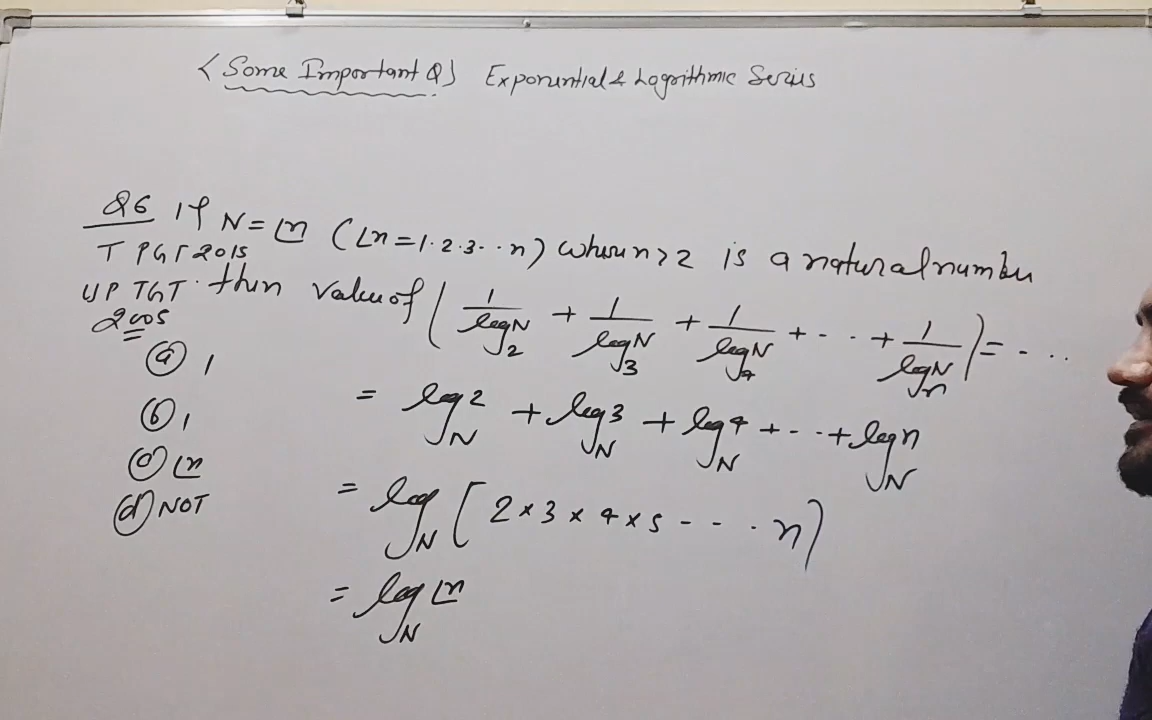 < Some Important Q) Exponential & Logarithmic Series
Q6 If N = ⌊n (⌊n = 1·2·3··n) when n > 2 is a natural number
T PGT 2015
UP TGT then value of ( 1/log₂N + 1/log₃N + 1/log₄N + ··· + 1/logₙN ) = ····
2005
(a) 1
= log_N 2 + log_N 3 + log_N 4 + -··+ log_N n
(b) 1
(c) ⌊n
(d) NOT
= log_N [ 2 × 3 × 4 × 5 - - - · n )
= log_N ⌊n